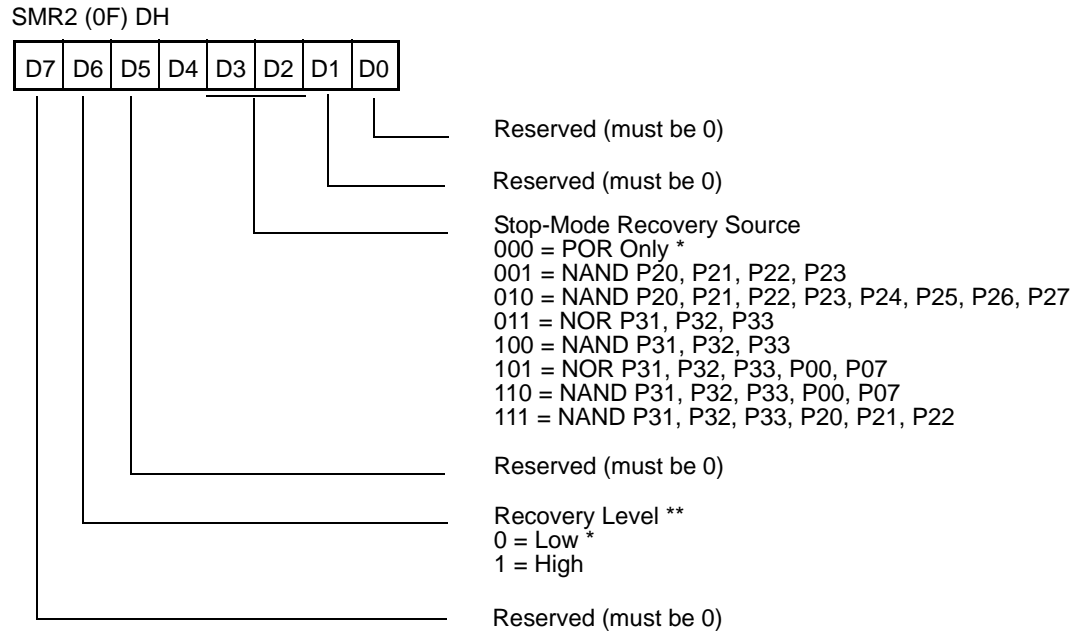 SMR2 (0F) DH
D7 D6 D5 D4 D3 D2 D1 D0
Reserved (must be 0)
Reserved (must be 0)
Stop-Mode Recovery Source
000 = POR Only *
001 = NAND P20, P21, P22, P23
010 = NAND P20, P21, P22, P23, P24, P25, P26, P27
011 = NOR P31, P32, P33
100 = NAND P31, P32, P33
101 = NOR P31, P32, P33, P00, P07
110 = NAND P31, P32, P33, P00, P07
111 = NAND P31, P32, P33, P20, P21, P22
Reserved (must be 0)
Recovery Level **
0 = Low *
1 = High
Reserved (must be 0)